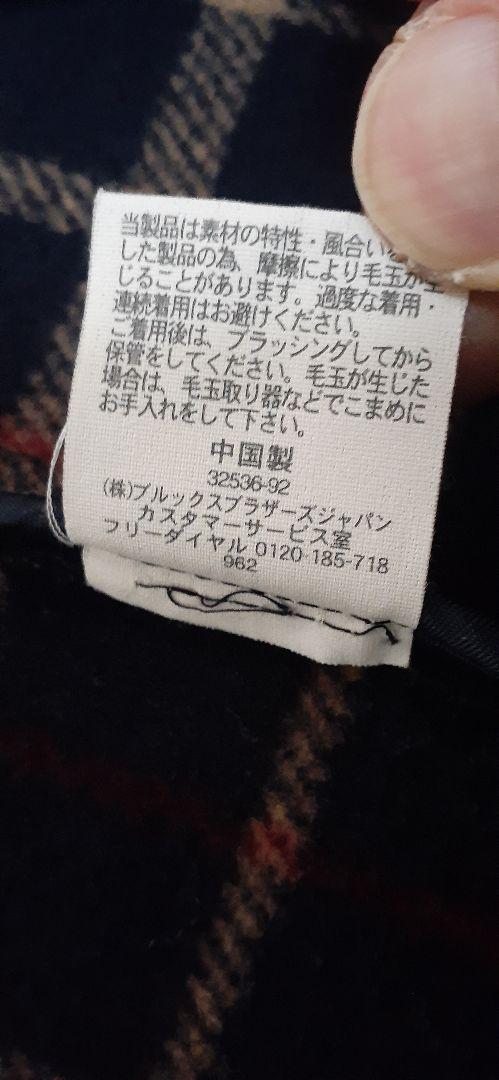 当製品は素材の特性・風合い
した製品の為、摩擦により毛玉が生
じることがあります。過度な着用・
連続着用はお避けください。
ご着用後は、ブラッシングしてから
保管をしてください。毛玉が生じた
場合は、毛玉取り器などでこまめに
お手入れをして下さい。
中国製
32536-92
(株)ブルックスブラザーズジャパン
カスタマーサービス室
フリーダイヤル 0120-185-718
962